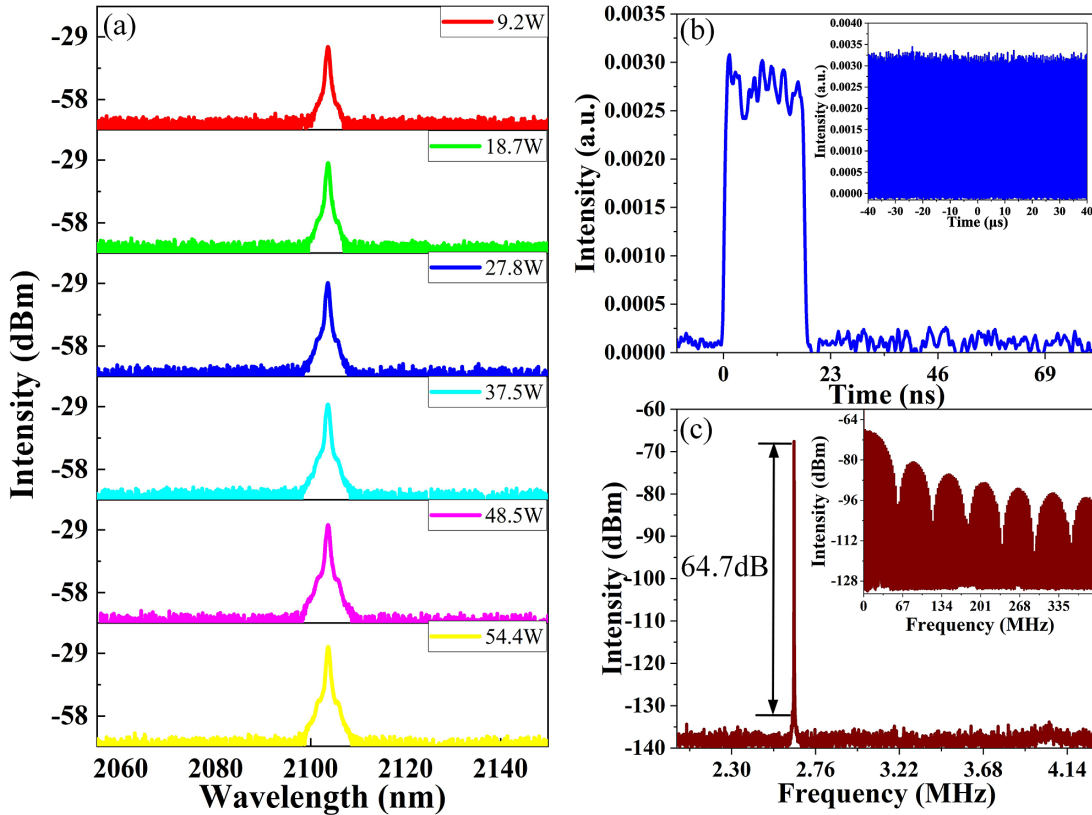 (a)
9.2W
-29
-58
18.7W
-29
-58
27.8W
-29
-58
37.5W
-29
-58
48.5W
-29
-58
54.4W
-29
-58
Intensity (dBm)
2060 2080 2100 2120 2140
Wavelength (nm)
(b)
0.0035
0.0030
0.0025
0.0020
0.0015
0.0010
0.0005
0.0000
Intensity (a.u.)
0 23 46 69
Time (ns)
0.0040
0.0035
0.0030
0.0025
0.0020
0.0015
0.0010
0.0005
0.0000
Intensity (a.u.)
-40 -30 -20 -10 0 10 20 30 40
Time (μs)
(c)
-60
-70
-80
-90
-100
-110
-120
-130
-140
Intensity (dBm)
64.7dB
2.30 2.76 3.22 3.68 4.14
Frequency (MHz)
-64
-80
-96
-112
-128
Intensity (dBm)
0 67 134 201 268 335
Frequency (MHz)